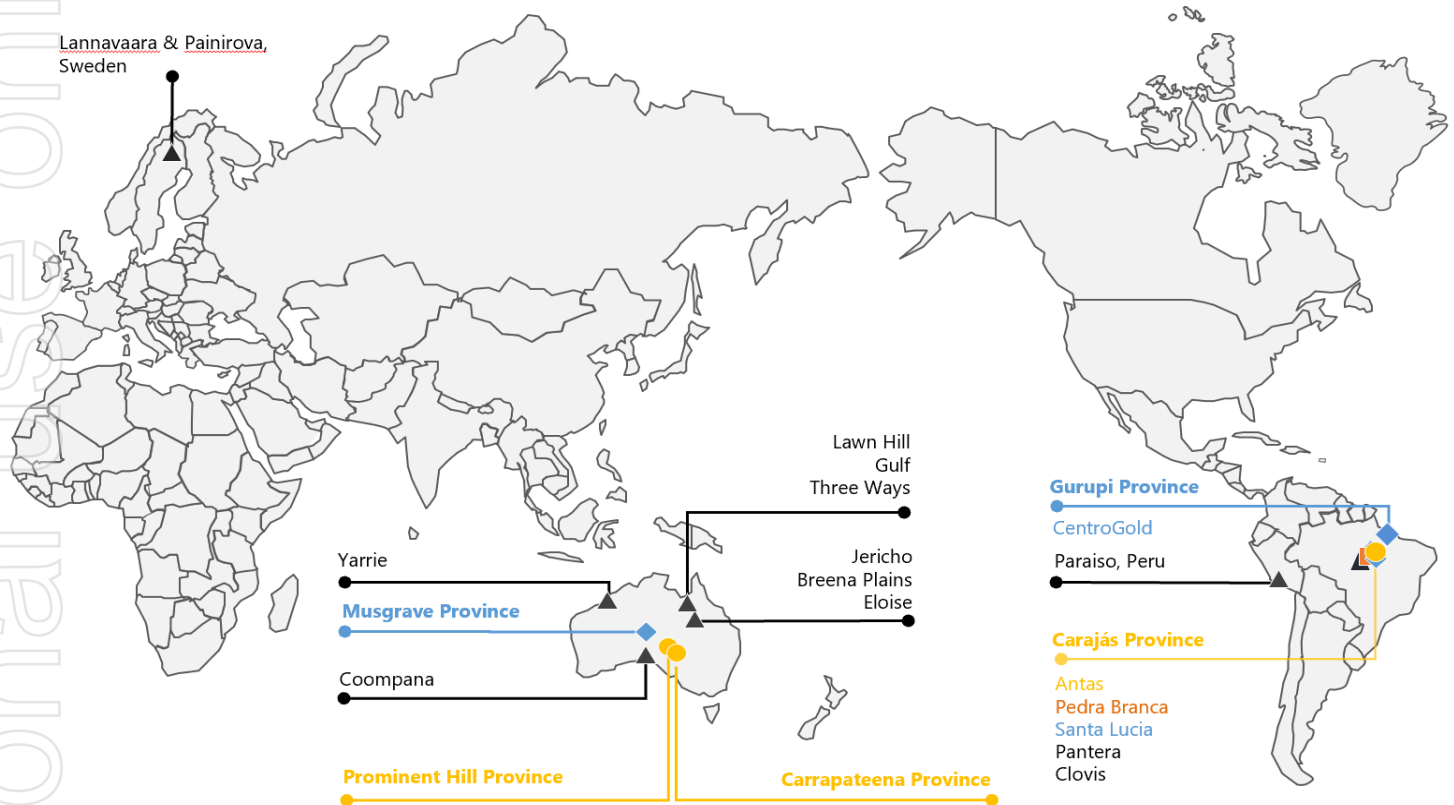 Lannavaara & Painirova,
Sweden
Lawn Hill
Gulf
Three Ways
Jericho
Breena Plains
Eloise
Yarrie
Musgrave Province
Coompana
Prominent Hill Province
Carrapateena Province
Gurupi Province
CentroGold
Paraiso, Peru
Carajás Province
Antas
Pedra Branca
Santa Lucia
Pantera
Clovis